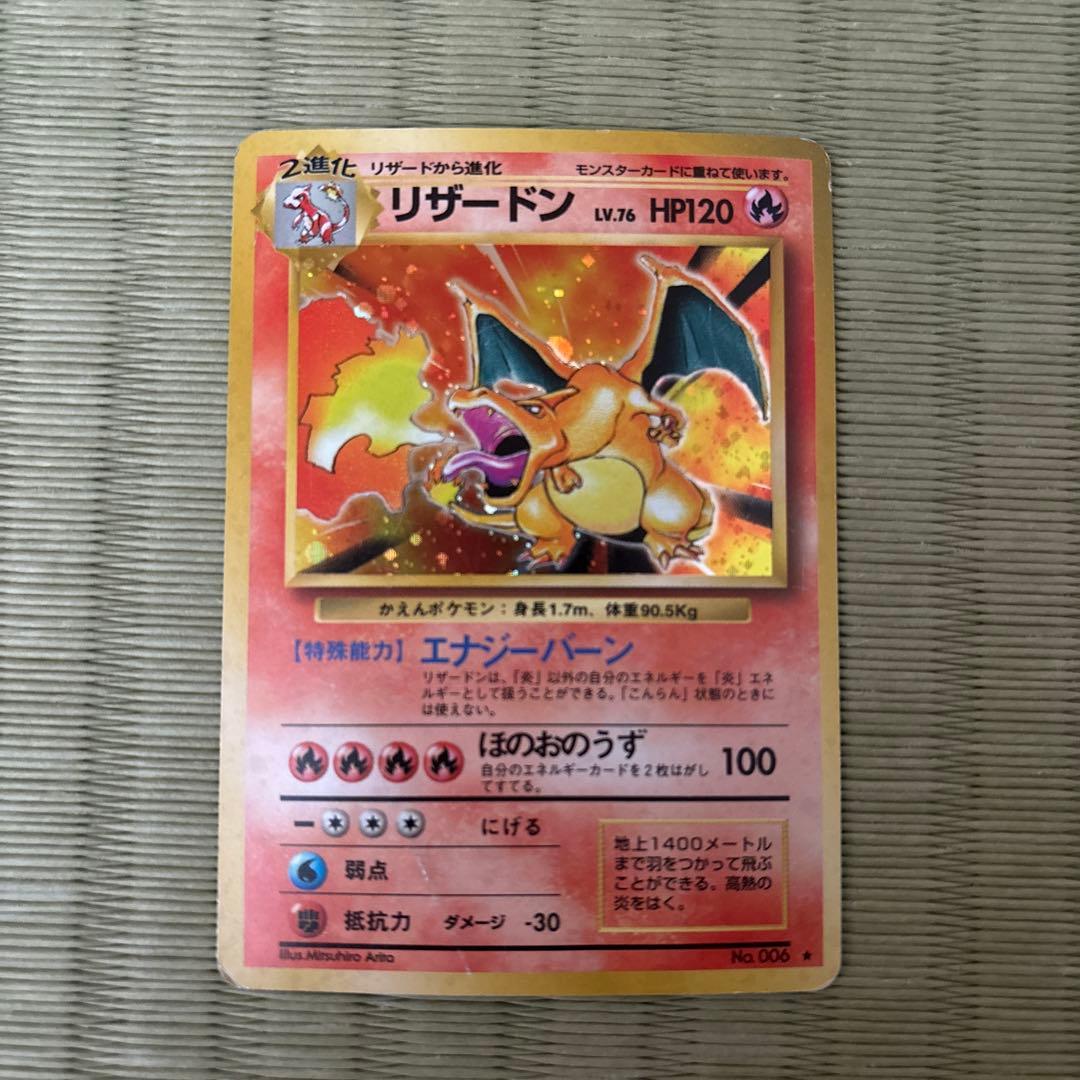 2進化 リザードから進化 モンスターカードに重ねて使います。
リザードン LV.76 HP120
かえんポケモン：身長1.7m、体重90.5Kg
【特殊能力】エナジーバーン
リザードンは、「炎」以外の自分のエネルギーを「炎」エネ
ルギーとして扱うことができる。「こんらん」状態のときに
は使えない。
ほのおのうず 100
自分のエネルギーカードを2枚はがし
てすてる。
にげる
弱点
抵抗力 ダメージ -30
地上1400メートル
まで羽をつかって飛ぶ
ことができる。高熱の
炎をはく。
Illus.Mitsuhiro Arita No. 006 ★